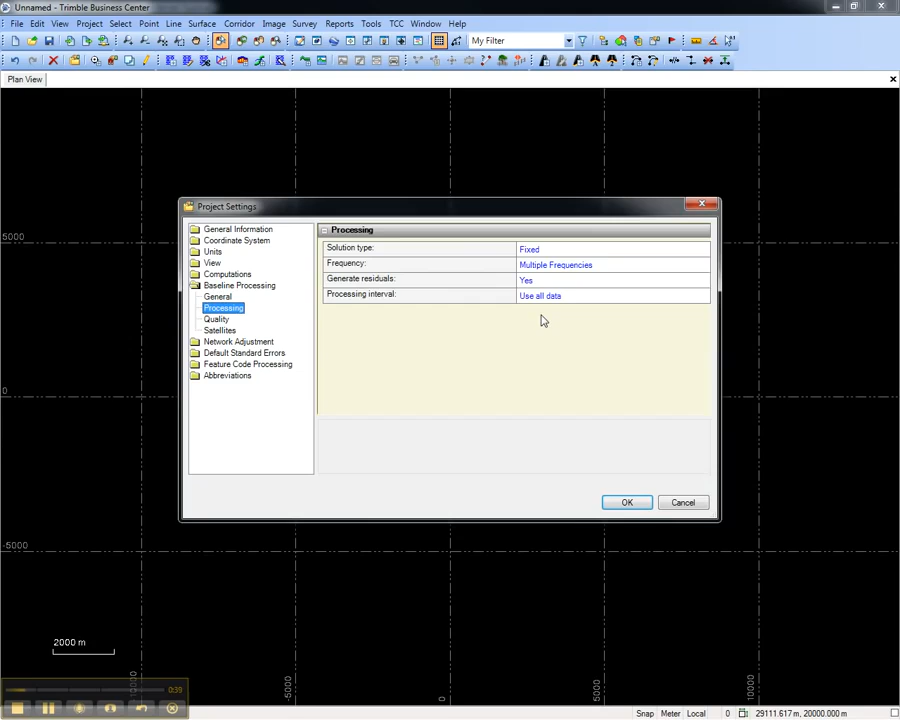 Unnamed - Trimble Business Center
File Edit View Project Select Point Line Surface Corridor Image Survey Reports Tools TCC Window Help
My Filter
Plan View
Project Settings
General Information
Coordinate System
Units
View
Computations
Baseline Processing
General
Processing
Quality
Satellites
Network Adjustment
Default Standard Errors
Feature Code Processing
Abbreviations
Processing
Solution type: Fixed
Frequency: Multiple Frequencies
Generate residuals: Yes
Processing interval: Use all data
OK Cancel
5000
0
-5000
2000 m
-10000
-5000
0
5000
10000
0:39
Snap Meter Local 0 29111.617 m, 20000.000 m